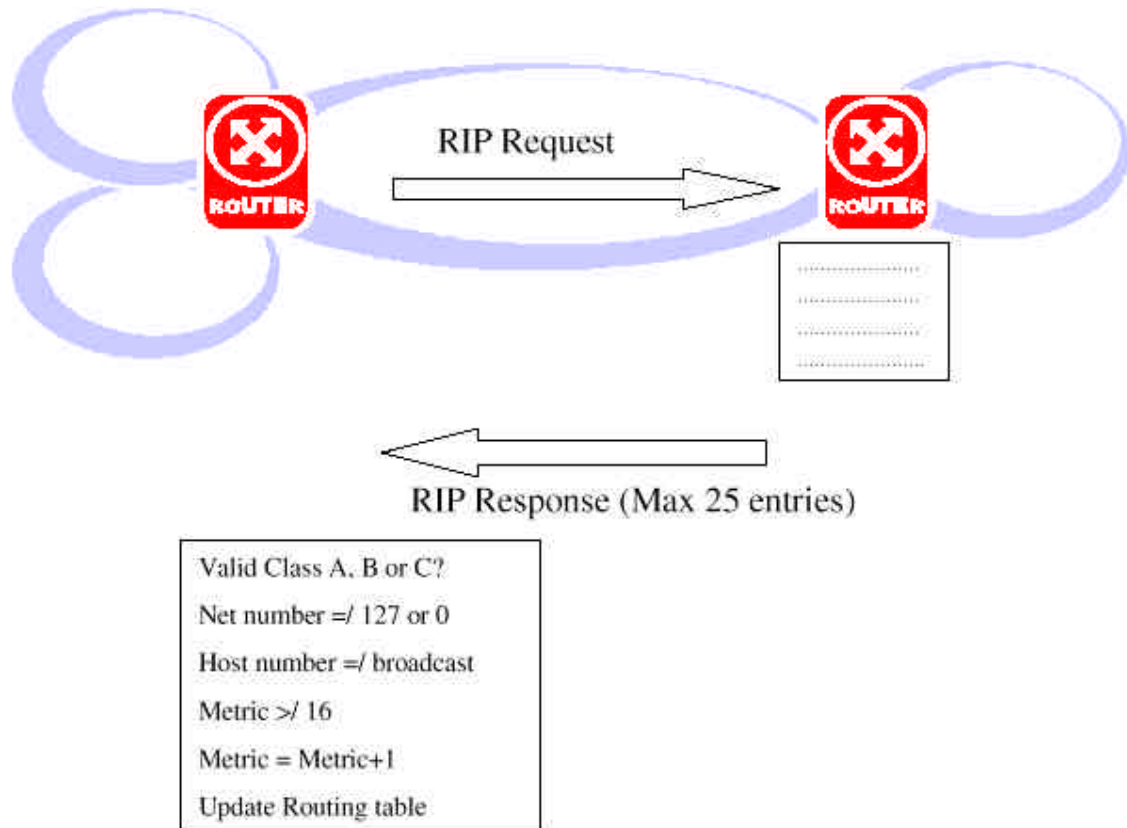 RIP Request
ROUTER
ROUTER
RIP Response (Max 25 entries)
Valid Class A, B or C?
Net number =/ 127 or 0
Host number =/ broadcast
Metric >/ 16
Metric = Metric+1
Update Routing table